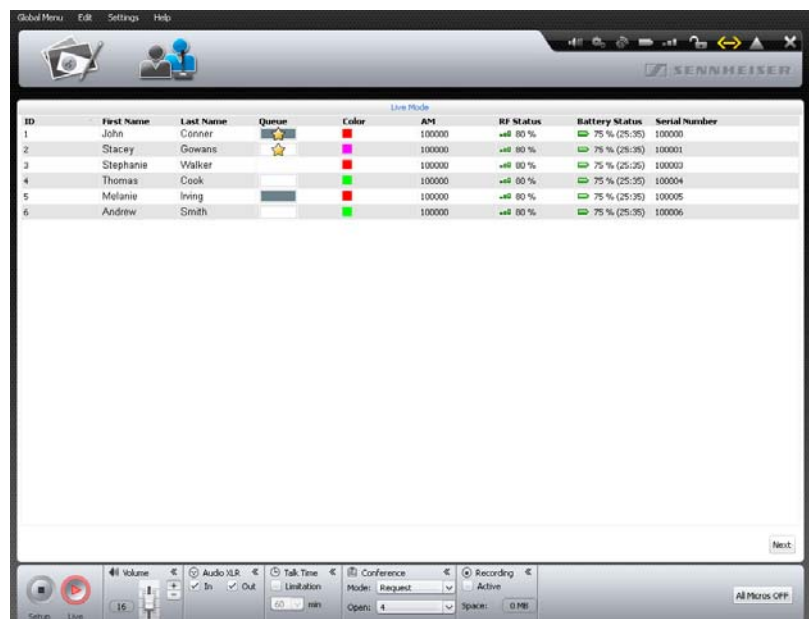 Global Menu Edit Settings Help
SENNHEISER
Live Mode
ID First Name Last Name Queue Color AM RF Status Battery Status Serial Number
1 John Conner 100000 80 % 75 % (25:35) 100000
2 Stacey Gowans 100000 80 % 75 % (25:35) 100001
3 Stephanie Walker 100000 80 % 75 % (25:35) 100003
4 Thomas Cook 100000 80 % 75 % (25:35) 100004
5 Melanie Irving 100000 80 % 75 % (25:35) 100005
6 Andrew Smith 100000 80 % 75 % (25:35) 100006
Next
Volume Audio XLR Talk Time Conference Recording
In Out Limitation Mode: Request Active
16 60 min Open: 4 Space: 0 MB
All Micros OFF
Setup Live